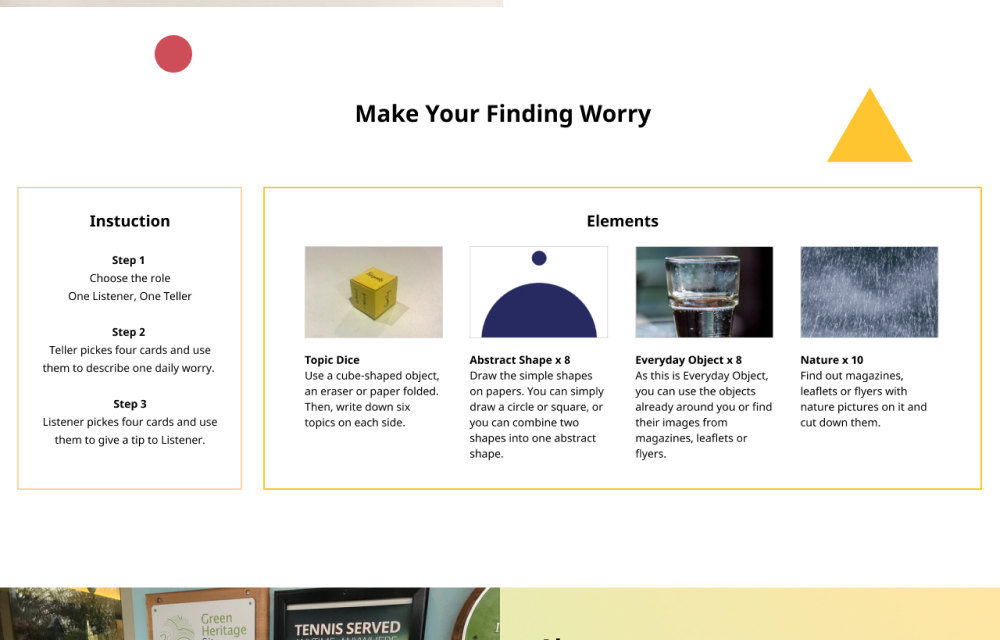 Make Your Finding Worry
Instuction
Step 1
Choose the role
One Listener, One Teller
Step 2
Teller pickes four cards and use
them to describe one daily worry.
Step 3
Listener pickes four cards and use
them to give a tip to Listener.
Elements
Topic Dice
Use a cube-shaped object,
an eraser or paper folded.
Then, write down six
topics on each side.
Abstract Shape x 8
Draw the simple shapes
on papers. You can simply
draw a circle or square, or
you can combine two
shapes into one abstract
shape.
Everyday Object x 8
As this is Everyday Object,
you can use the objects
already around you or find
their images from
magazines, leaflets or
flyers.
Nature x 10
Find out magazines,
leaflets or flyers with
nature pictures on it and
cut down them.
Green
Heritage
TENNIS SERVED